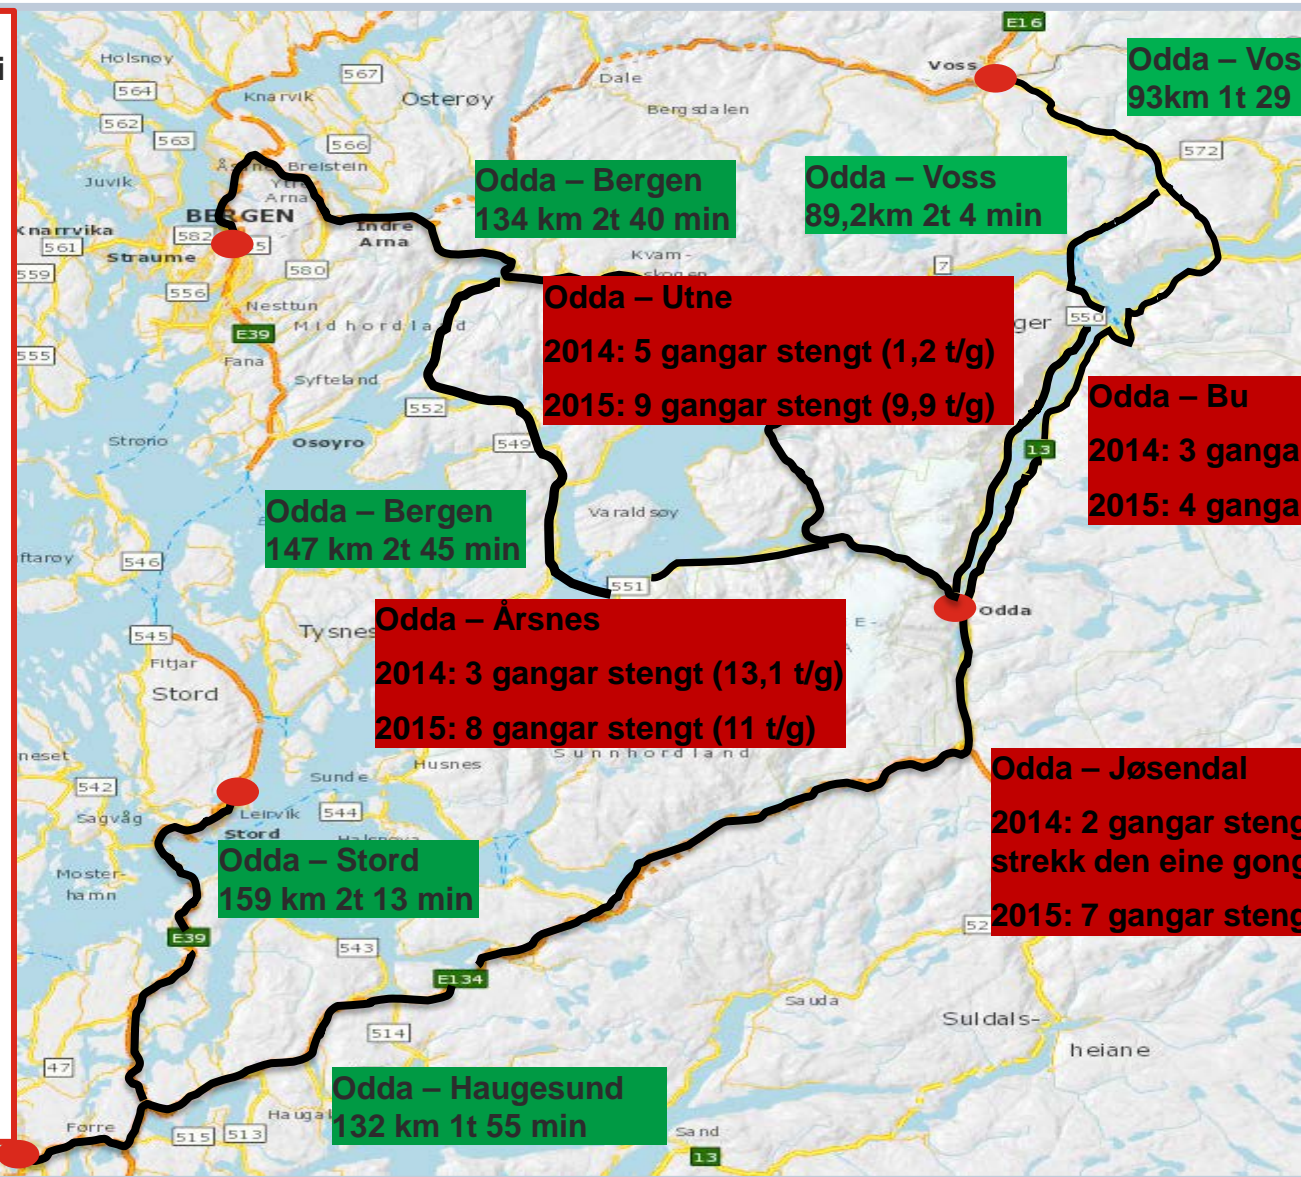 i
E16
Holsnøy
567
Voss
Odda – Vos
93km 1t 29
Dale
564
Knarvik
Osterøy
Bergsdalen
562
563
566
572
Breistein
Odda – Bergen
134 km 2t 40 min
Odda – Voss
89,2km 2t 4 min
Juvik
Arna
BERGEN
Knarrvika
582
5
Indre
Arna
561
Straume
Kvam-
skogen
7
559
580
556
Nesttun
Midhordland
Odda – Utne
2014: 5 gangar stengt (1,2 t/g)
2015: 9 gangar stengt (9,9 t/g)
ger
550
E39
555
Fana
Syfteland
Odda – Bu
2014: 3 ganga
2015: 4 ganga
552
Osøyro
549
13
Odda – Bergen
147 km 2t 45 min
Varaldsøy
ftarøy
546
551
Odda
Odda – Årsnes
2014: 3 gangar stengt (13,1 t/g)
2015: 8 gangar stengt (11 t/g)
E-
545
Tysnes
Fitjar
Stord
Sunnhordland
neset
Husnes
Sunde
Odda – Jøsendal
2014: 2 gangar steng
strekk den eine gong
2015: 7 gangar steng
542
Sagvåg
Leirvik
544
Stord
Odda – Stord
159 km 2t 13 min
Moster-
hamn
52
E39
543
E134
Sauda
Suldals-
heiane
514
47
Odda – Haugesund
132 km 1t 55 min
Førre
515
513
Sand
13